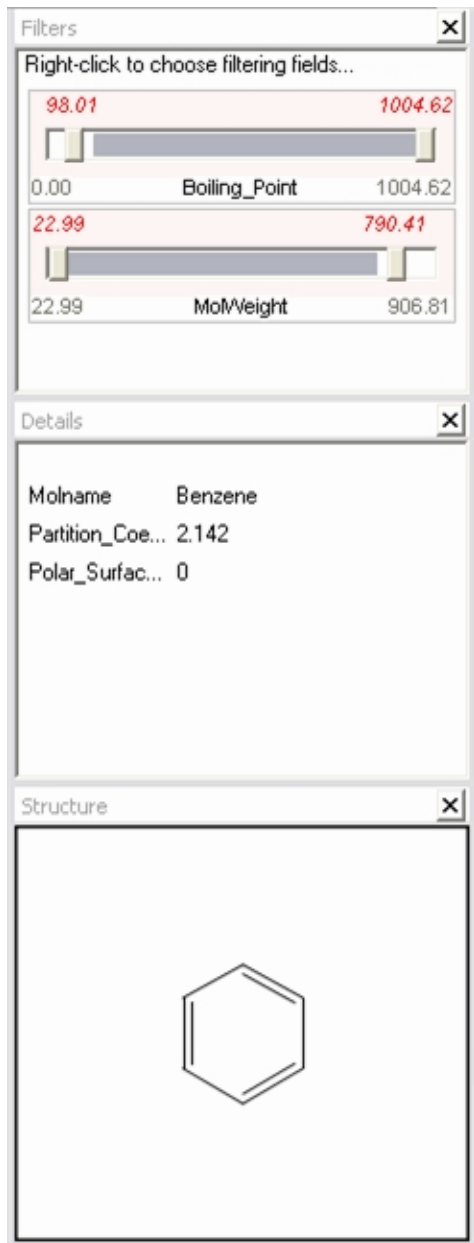 Filters
Right-click to choose filtering fields...
98.01 1004.62
0.00 Boiling_Point 1004.62
22.99 790.41
22.99 MolWeight 906.81
Details
Molname Benzene
Partition_Coe... 2.142
Polar_Surfac... 0
Structure